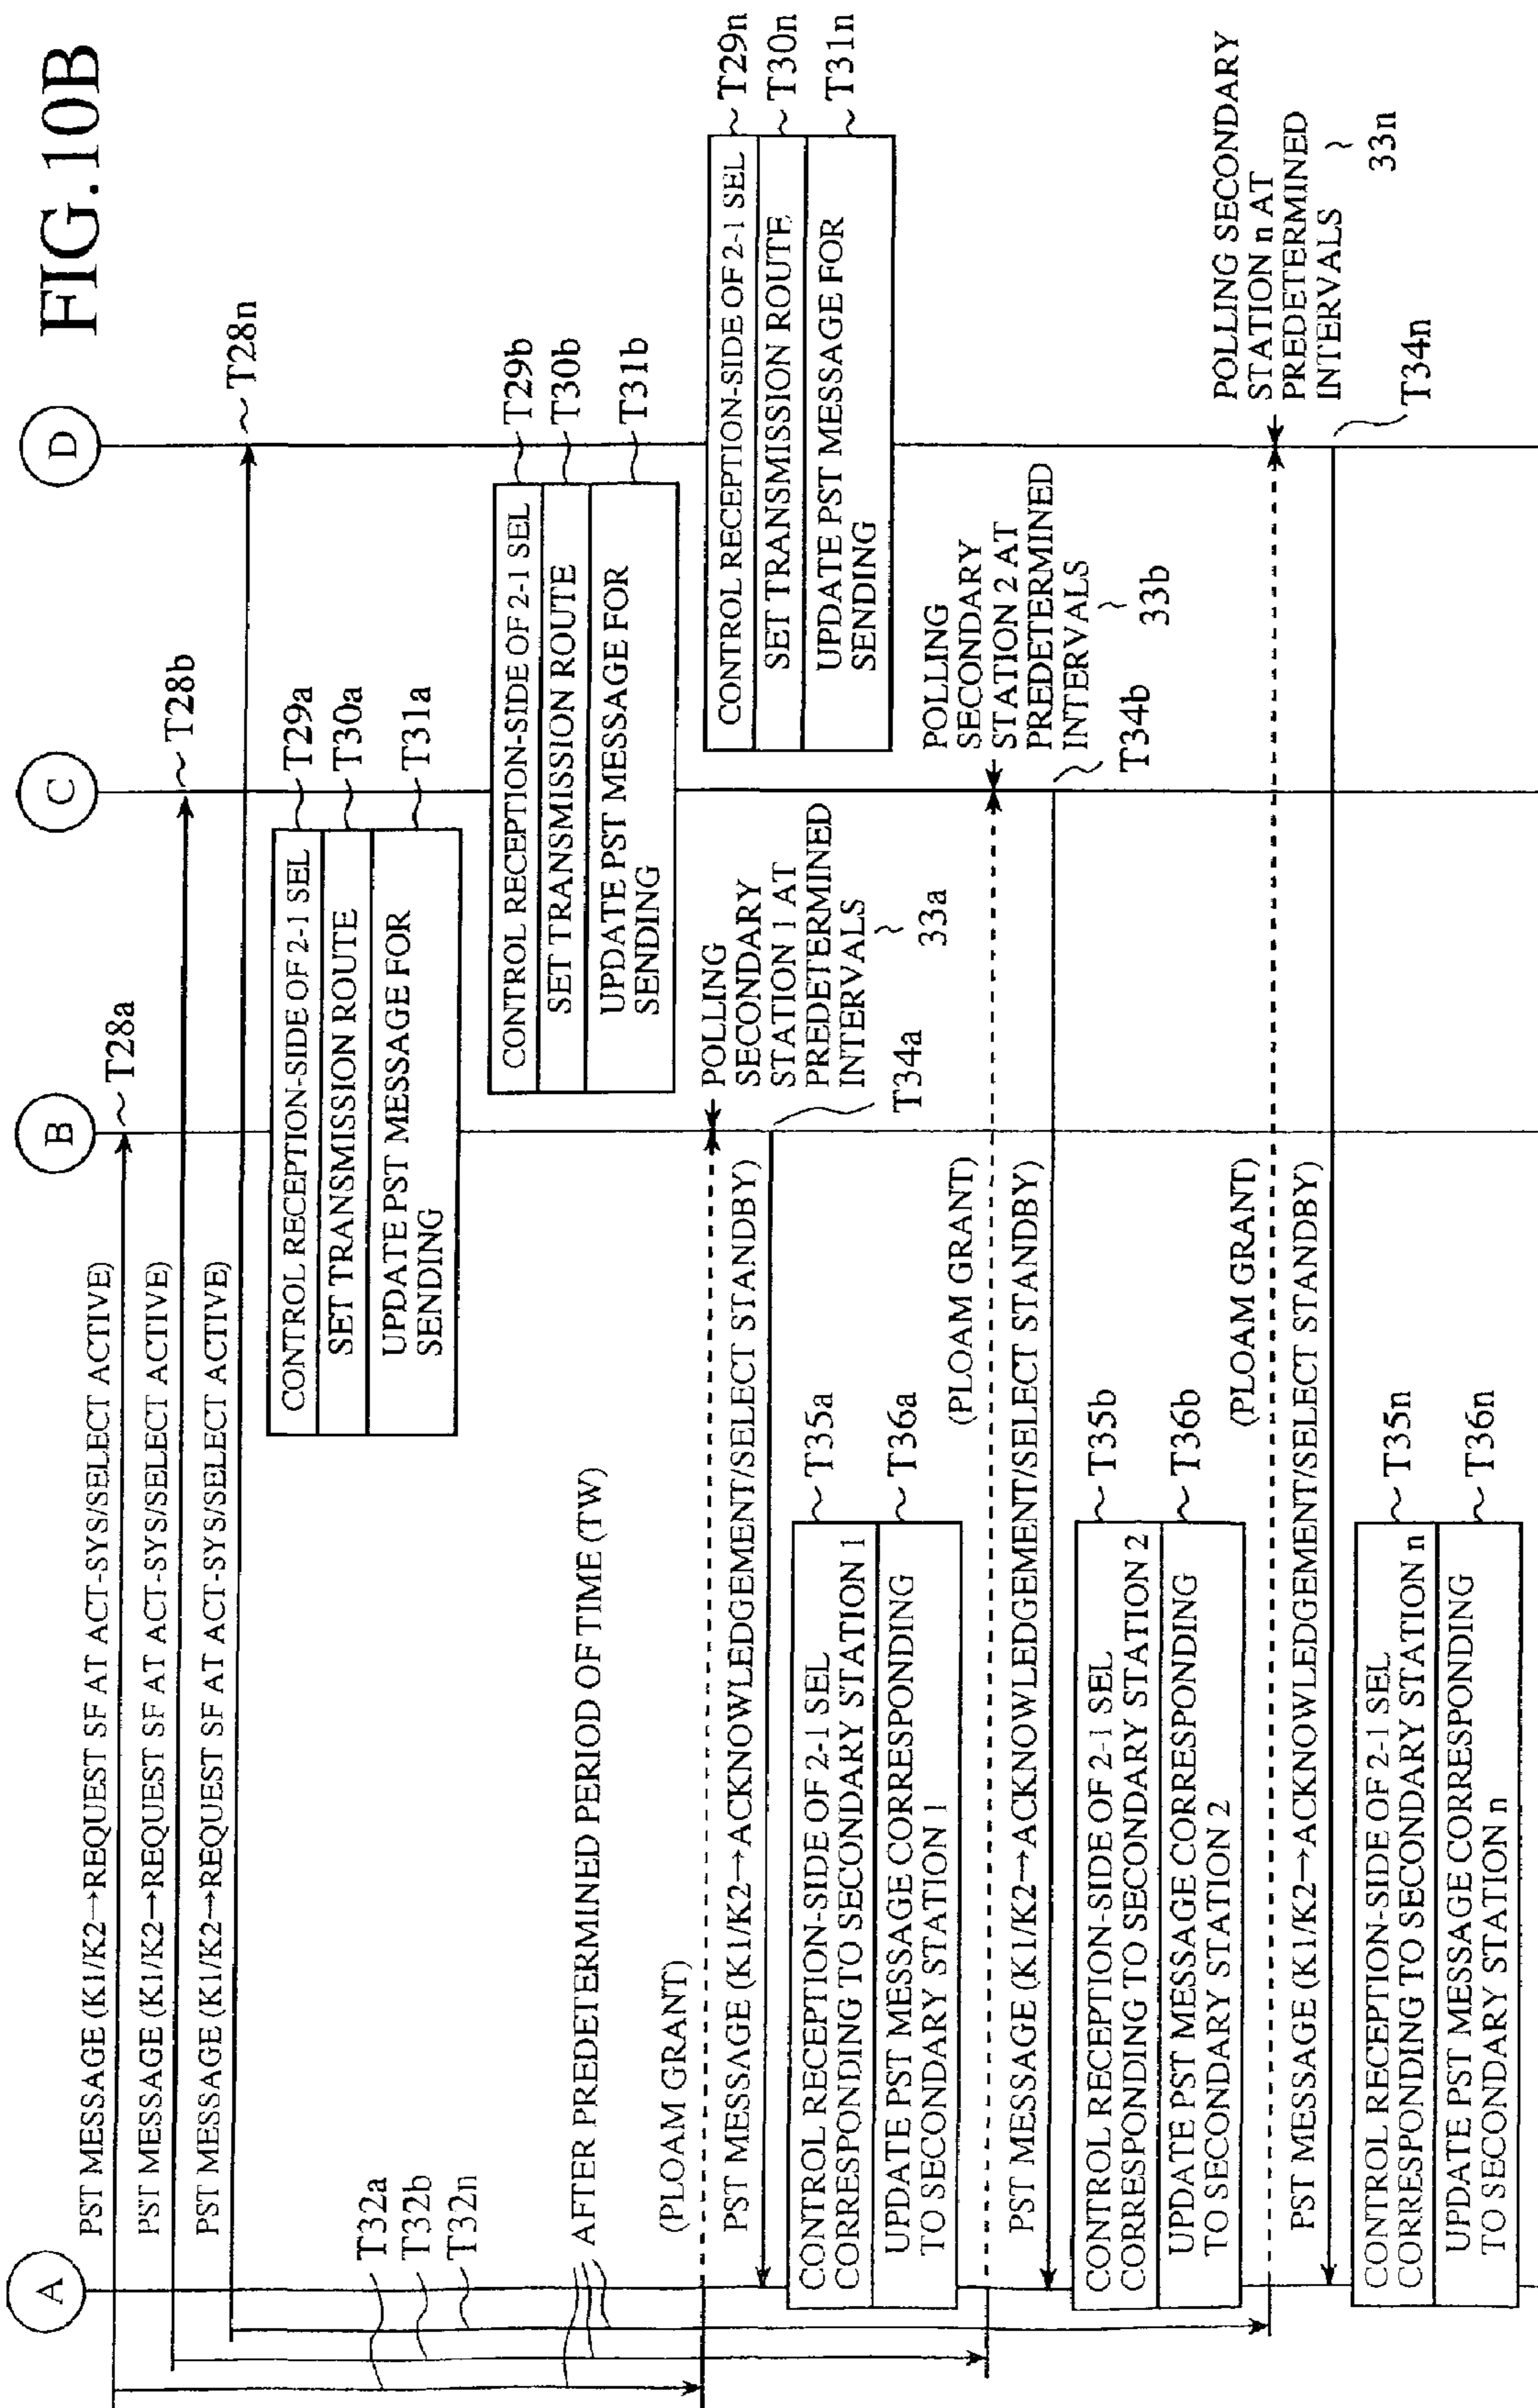 FIG.10B
A
B
C
D
PST MESSAGE (K1/K2→REQUEST SF AT ACT-SYS/SELECT ACTIVE)
T28a
PST MESSAGE (K1/K2→REQUEST SF AT ACT-SYS/SELECT ACTIVE)
T28b
PST MESSAGE (K1/K2→REQUEST SF AT ACT-SYS/SELECT ACTIVE)
T28n
CONTROL RECEPTION-SIDE OF 2-1 SEL
T29a
SET TRANSMISSION ROUTE
T30a
UPDATE PST MESSAGE FOR
SENDING
T31a
T32a
T32b
T32n
CONTROL RECEPTION-SIDE OF 2-1 SEL
T29b
SET TRANSMISSION ROUTE
T30b
UPDATE PST MESSAGE FOR
SENDING
T31b
AFTER PREDETERMINED PERIOD OF TIME (TW)
CONTROL RECEPTION-SIDE OF 2-1 SEL
T29n
SET TRANSMISSION ROUTE
T30n
UPDATE PST MESSAGE FOR
SENDING
T31n
(PLOAM GRANT)
POLLING
SECONDARY
STATION 1 AT
PREDETERMINED
INTERVALS
33a
PST MESSAGE (K1/K2→ACKNOWLEDGEMENT/SELECT STANDBY)
T34a
CONTROL RECEPTION-SIDE OF 2-1 SEL
CORRESPONDING TO SECONDARY STATION 1
T35a
UPDATE PST MESSAGE CORRESPONDING
TO SECONDARY STATION 1
T36a
(PLOAM GRANT)
POLLING
SECONDARY
STATION 2 AT
PREDETERMINED
INTERVALS
33b
PST MESSAGE (K1/K2→ACKNOWLEDGEMENT/SELECT STANDBY)
T34b
CONTROL RECEPTION-SIDE OF 2-1 SEL
CORRESPONDING TO SECONDARY STATION 2
T35b
UPDATE PST MESSAGE CORRESPONDING
TO SECONDARY STATION 2
T36b
(PLOAM GRANT)
POLLING SECONDARY
STATION n AT
PREDETERMINED
INTERVALS
33n
PST MESSAGE (K1/K2→ACKNOWLEDGEMENT/SELECT STANDBY)
T34n
CONTROL RECEPTION-SIDE OF 2-1 SEL
CORRESPONDING TO SECONDARY STATION n
T35n
UPDATE PST MESSAGE CORRESPONDING
TO SECONDARY STATION n
T36n